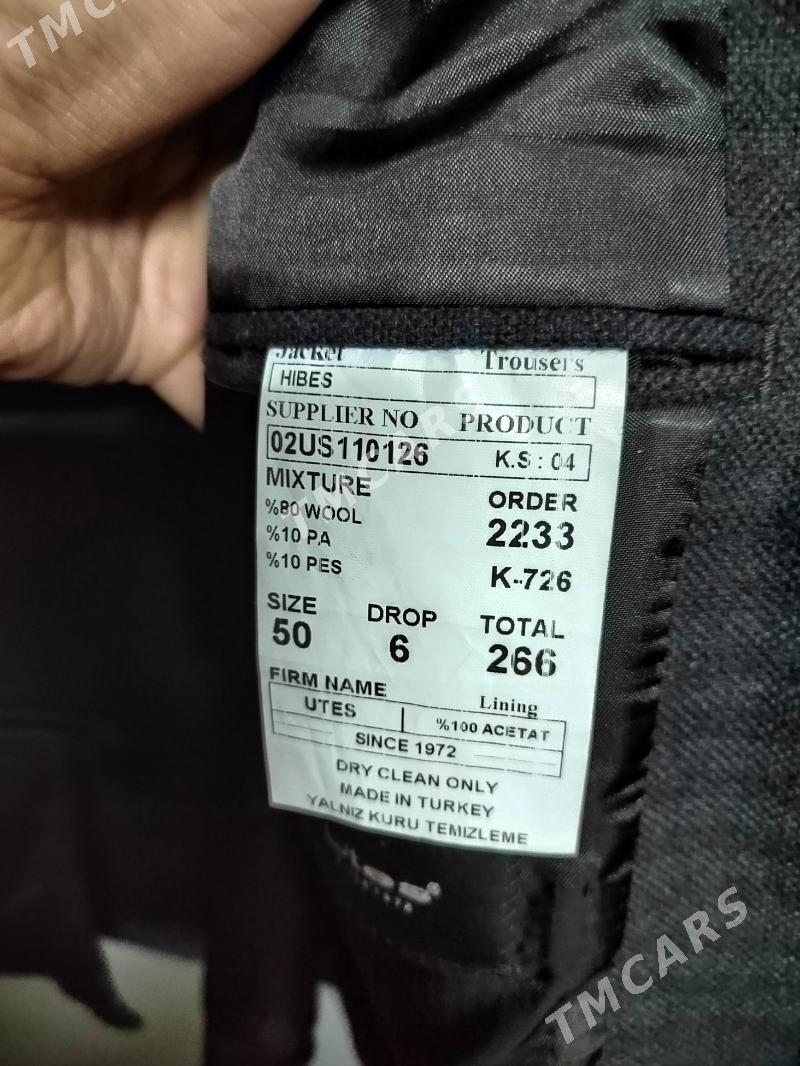 TMCARS
Jacket Trousers
HIBES
SUPPLIER NO PRODUCT
02US110126 K.S : 04
MIXTURE ORDER
%80 WOOL 2233
%10 PA
%10 PES K-726
SIZE DROP TOTAL
50 6 266
FIRM NAME Lining
UTES %100 ACETAT
SINCE 1972
DRY CLEAN ONLY
MADE IN TURKEY
YALNIZ KURU TEMIZLEME
TMCARS
TMCARS